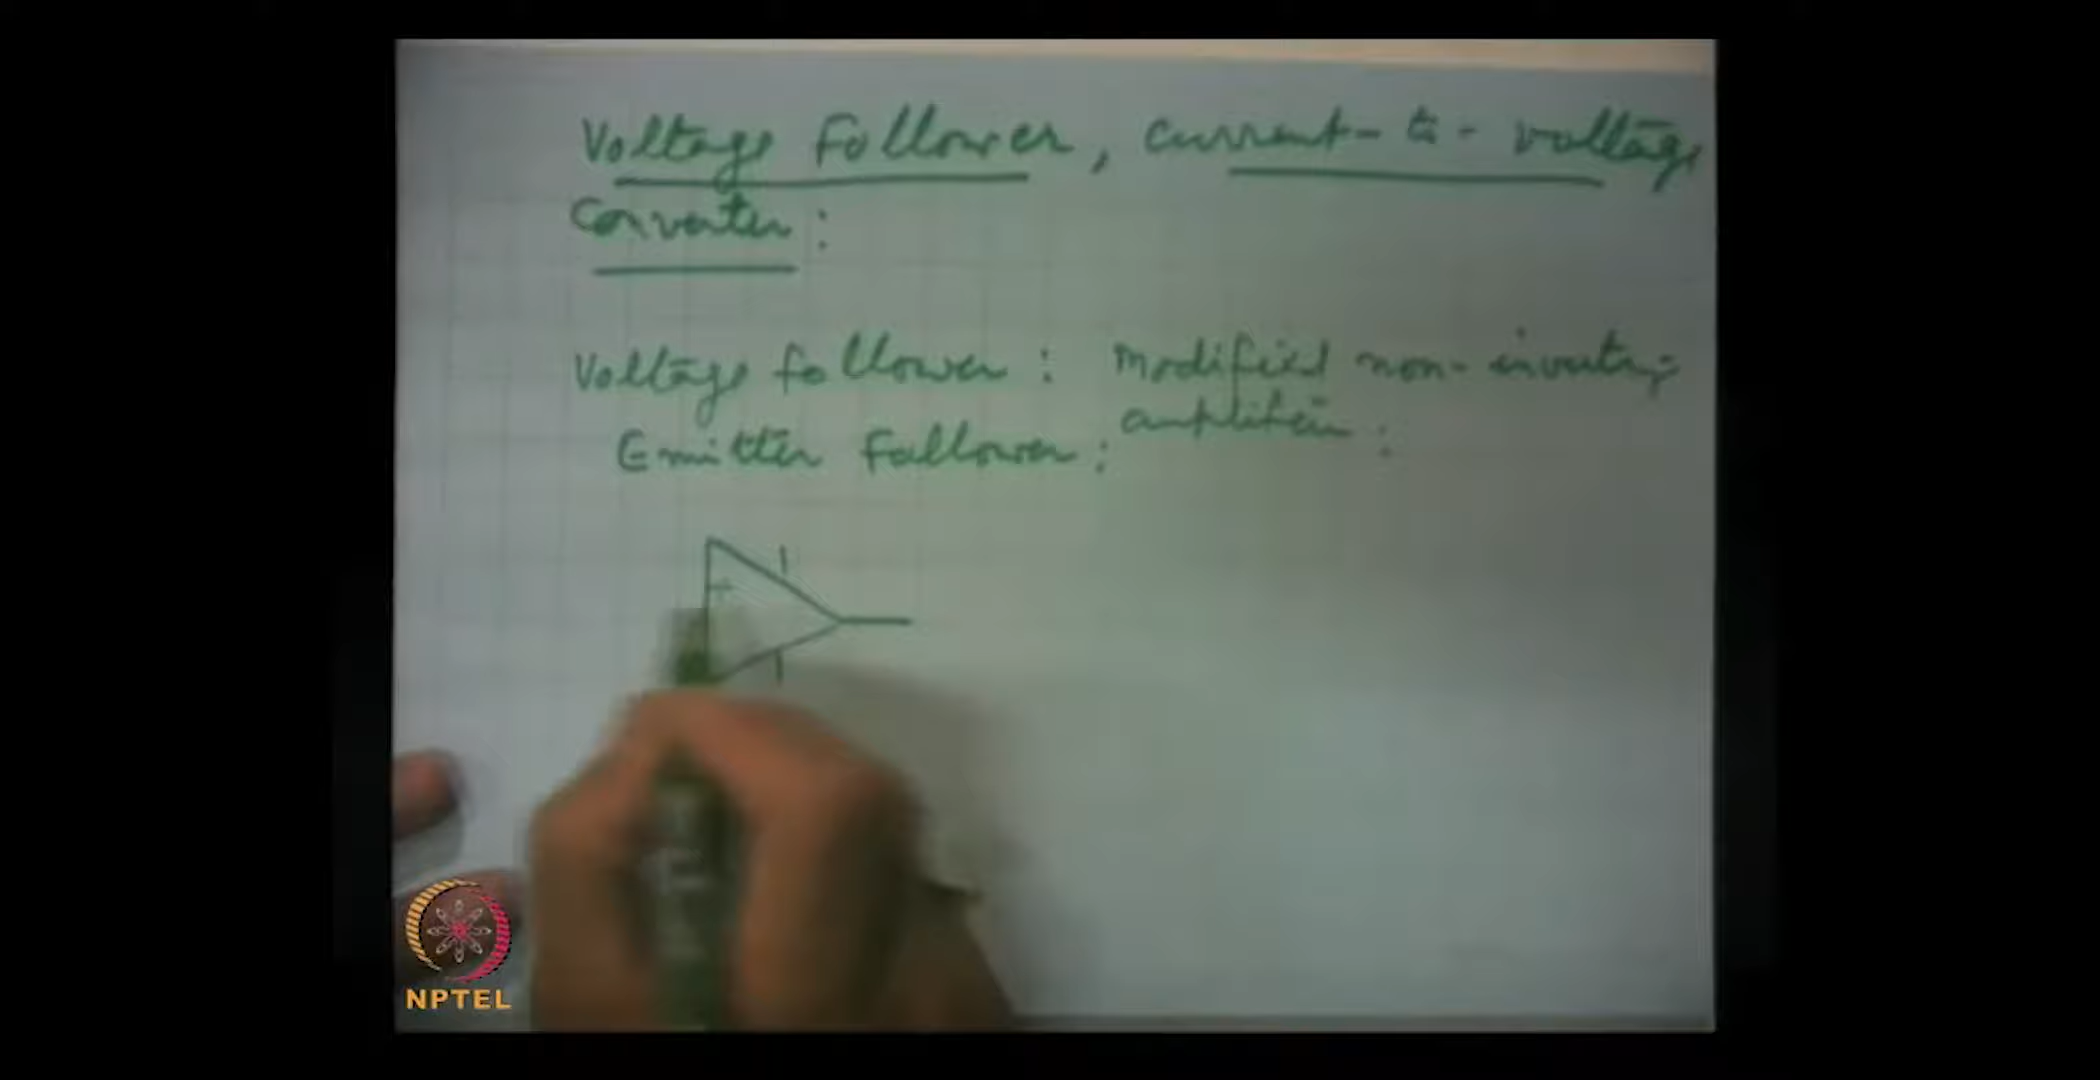 Voltage Follower, current-to-voltage
Converter:
Voltage follower: Modified non-inverting
amplifier:
Emitter Follower:
+
NPTEL